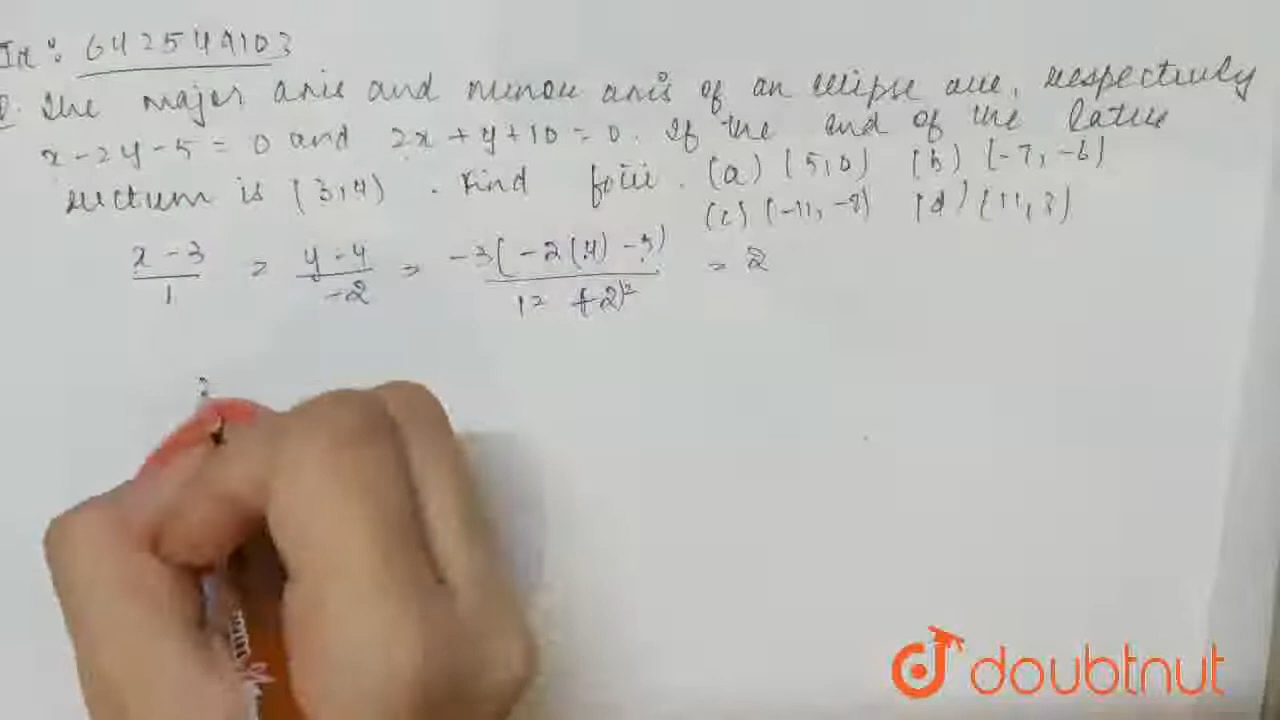 642549103
The major axis and minor axis of an ellipse are, respectively
x - 2y - 5 = 0 and 2x + y + 10 = 0. If the end of the latus
rectum is (3, 4). Find foci. (a) (5, 0) (b) (-7, -6)
(c) (-11, -8) (d) (11, 3)
x - 3 / 1 = y - 4 / -2 = -3(-2(4) - 5) / 1² + (-2)² = 2
doubtnut